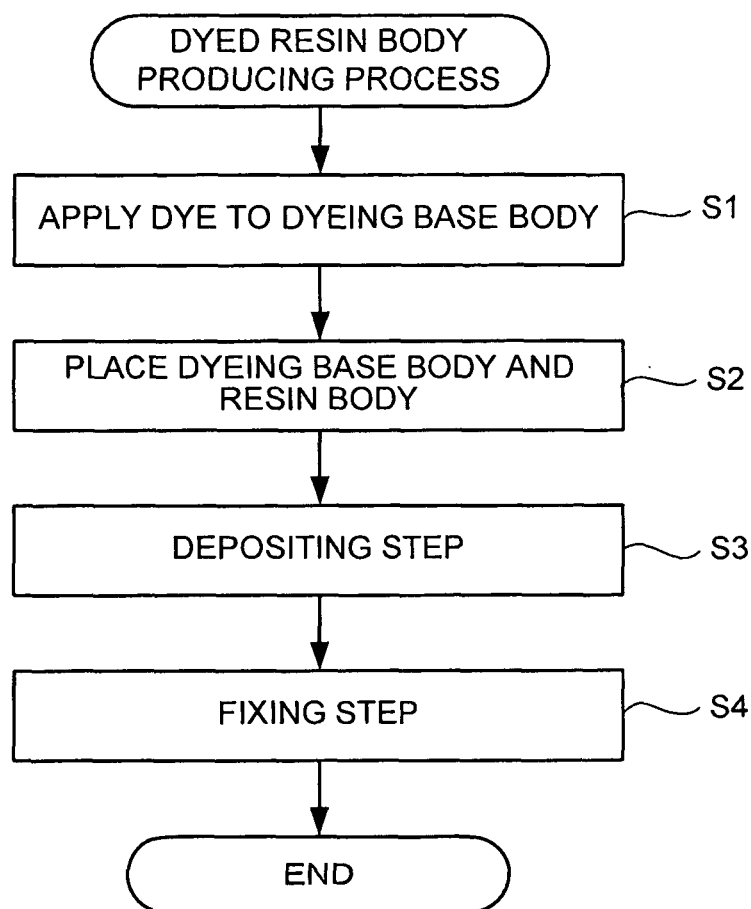 DYED RESIN BODY
PRODUCING PROCESS
APPLY DYE TO DYEING BASE BODY
S1
PLACE DYEING BASE BODY AND
RESIN BODY
S2
DEPOSITING STEP
S3
FIXING STEP
S4
END